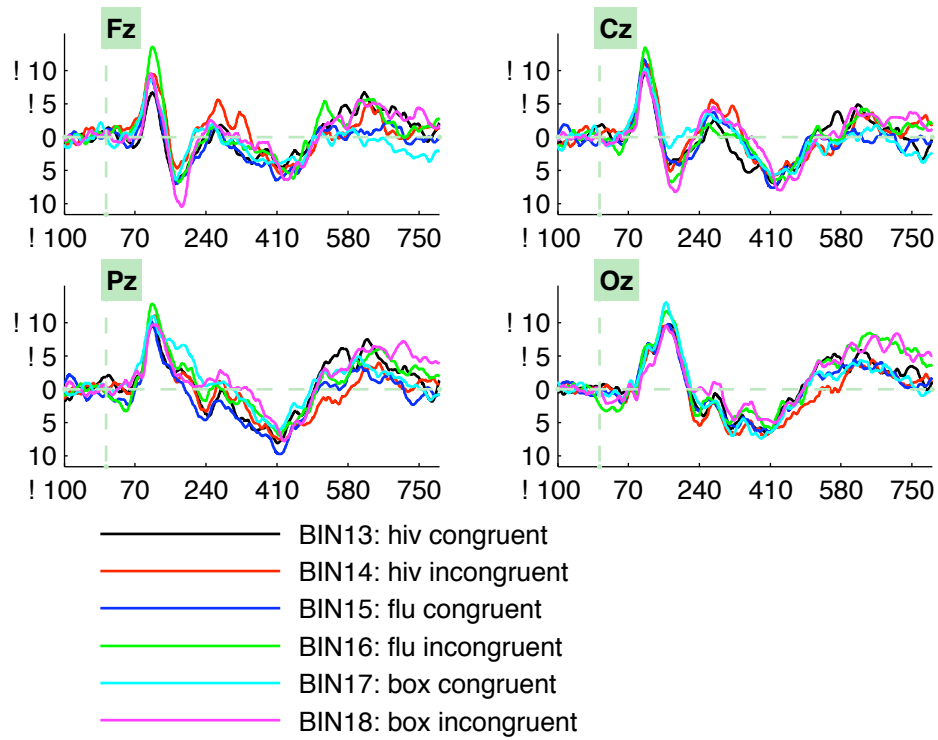 Fz
! 10
! 5
0
5
10
! 100 70 240 410 580 750
Cz
! 10
! 5
0
5
10
! 100 70 240 410 580 750
Pz
! 10
! 5
0
5
10
! 100 70 240 410 580 750
Oz
! 10
! 5
0
5
10
! 100 70 240 410 580 750
BIN13: hiv congruent
BIN14: hiv incongruent
BIN15: flu congruent
BIN16: flu incongruent
BIN17: box congruent
BIN18: box incongruent